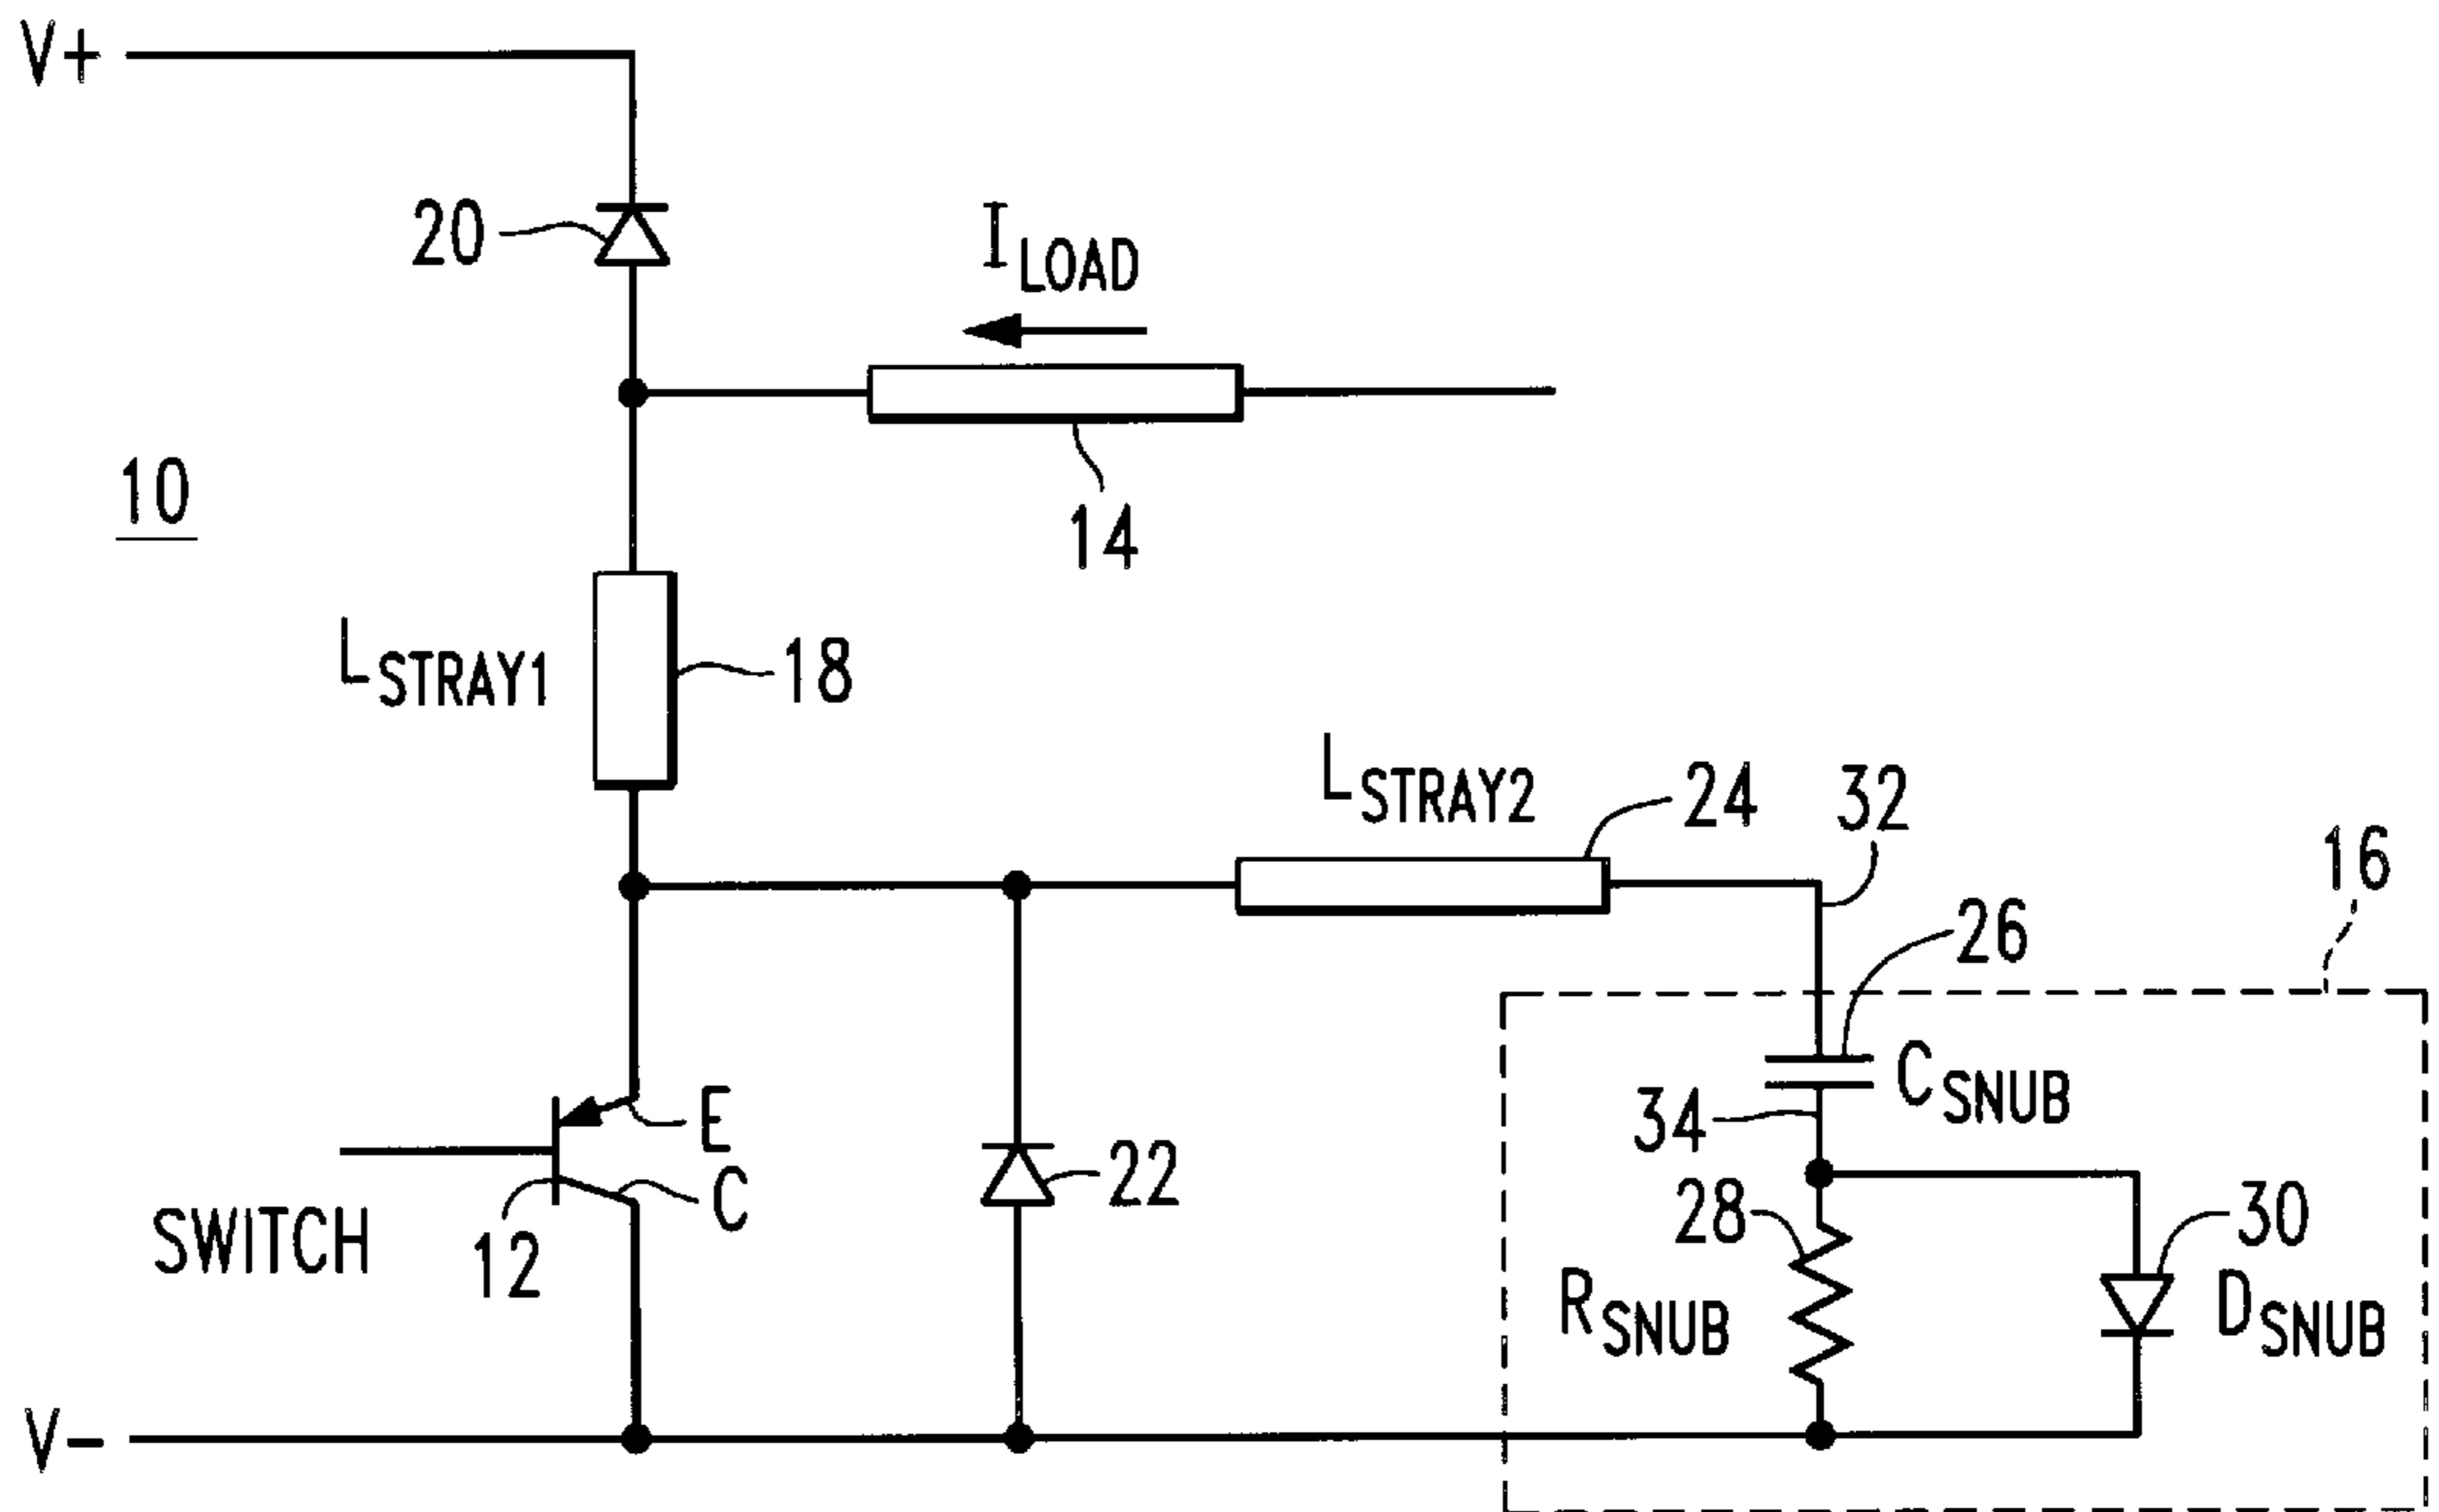 V+
20
I LOAD
10
14
L STRAY1
18
L STRAY2
24
32
16
26
C SNUB
34
E
C
22
SWITCH
12
28
R SNUB
30
D SNUB
V-